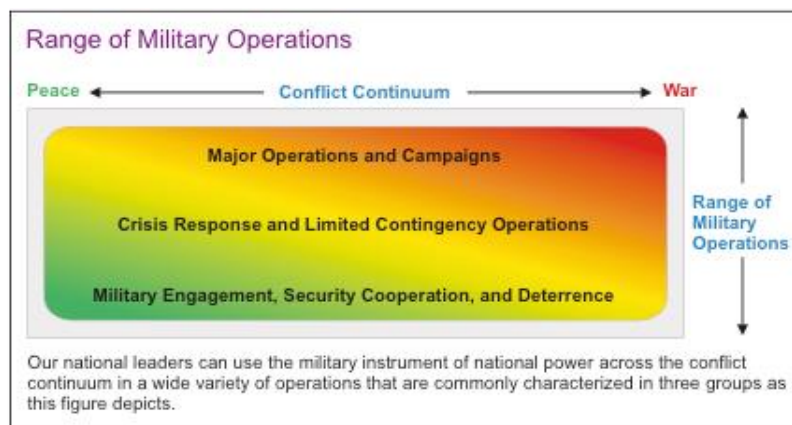 Range of Military Operations
Peace Conflict Continuum War
Major Operations and Campaigns
Crisis Response and Limited Contingency Operations
Military Engagement, Security Cooperation, and Deterrence
Range of
Military
Operations
Our national leaders can use the military instrument of national power across the conflict
continuum in a wide variety of operations that are commonly characterized in three groups as
this figure depicts.